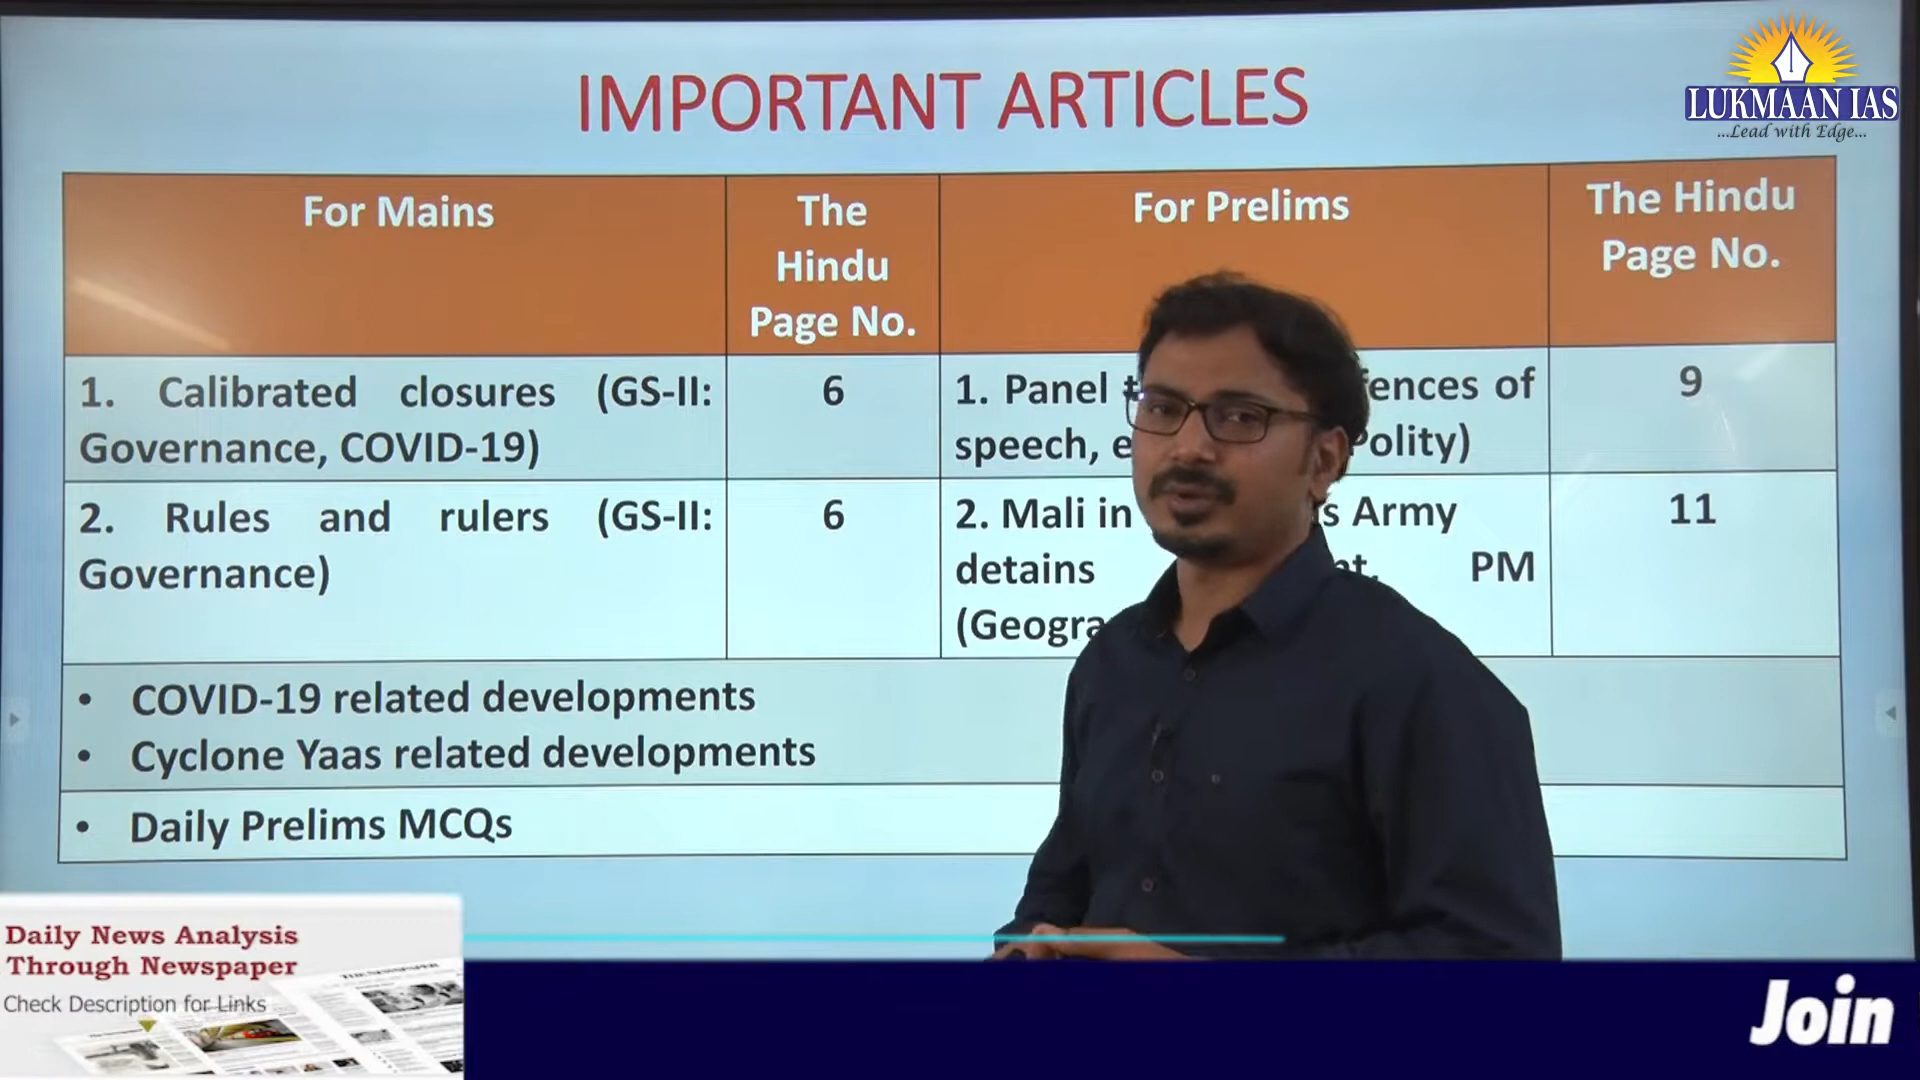 IMPORTANT ARTICLES
LUKMAAN IAS
...Lead with Edge...
For Mains
The
Hindu
Page No.
For Prelims
The Hindu
Page No.
1. Calibrated closures (GS-II:
Governance, COVID-19)
6
1. Panel of
speech, Polity)
9
2. Rules and rulers (GS-II:
Governance)
6
2. Mali in Army
detains PM
11
• COVID-19 related developments
• Cyclone Yaas related developments
• Daily Prelims MCQs
Daily News Analysis
Through Newspaper
Check Description for Links
Join